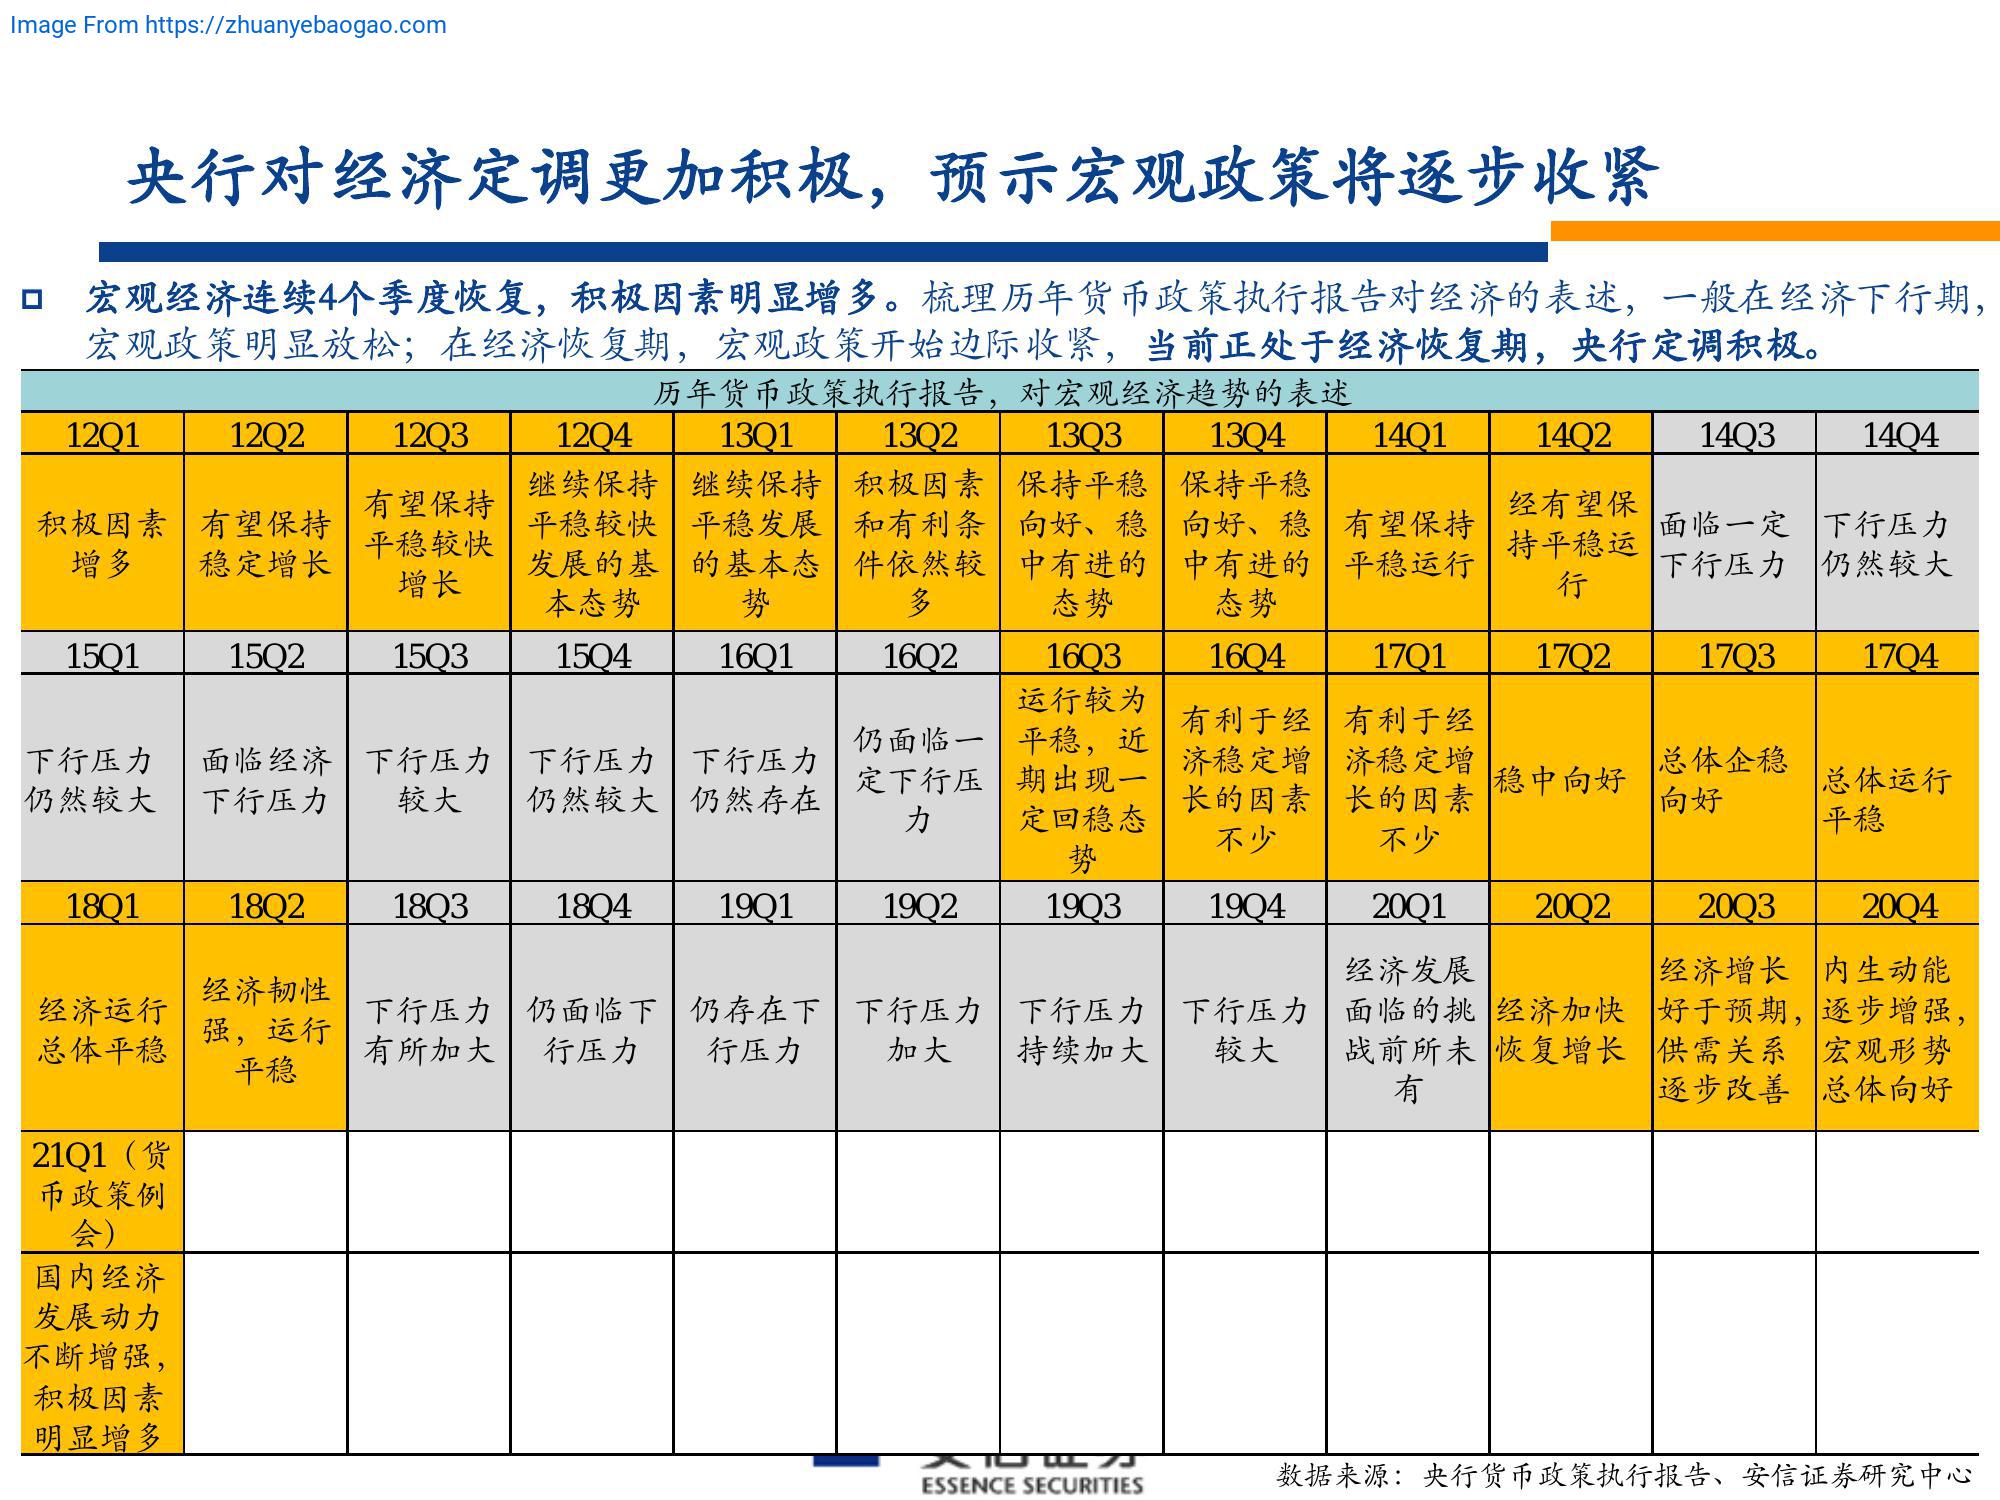 Image From https://zhuanyebaogao.com
央行对经济定调更加积极，预示宏观政策将逐步收紧
宏观经济连续4个季度恢复，积极因素明显增多。梳理历年货币政策执行报告对经济的表述，一般在经济下行期，
宏观政策明显放松；在经济恢复期，宏观政策开始边际收紧，当前正处于经济恢复期，央行定调积极。
历年货币政策执行报告，对宏观经济趋势的表述
12Q1 12Q2 12Q3 12Q4 13Q1 13Q2 13Q3 13Q4 14Q1 14Q2 14Q3 14Q4
积极因素
增多
有望保持
稳定增长
有望保持
平稳较快
增长
继续保持
平稳较快
发展的基
本态势
继续保持
平稳发展
的基本态
势
积极因素
和有利条
件依然较
多
保持平稳
向好、稳
中有进的
态势
保持平稳
向好、稳
中有进的
态势
有望保持
平稳运行
经有望保
持平稳运
行
面临一定
下行压力
下行压力
仍然较大
15Q1 15Q2 15Q3 15Q4 16Q1 16Q2 16Q3 16Q4 17Q1 17Q2 17Q3 17Q4
下行压力
仍然较大
面临经济
下行压力
下行压力
较大
下行压力
仍然较大
下行压力
仍然存在
仍面临一
定下行压
力
运行较为
平稳，近
期出现一
定回稳态
势
有利于经
济稳定增
长的因素
不少
有利于经
济稳定增
长的因素
不少
稳中向好
总体企稳
向好
总体运行
平稳
18Q1 18Q2 18Q3 18Q4 19Q1 19Q2 19Q3 19Q4 20Q1 20Q2 20Q3 20Q4
经济运行
总体平稳
经济韧性
强，运行
平稳
下行压力
有所加大
仍面临下
行压力
仍存在下
行压力
下行压力
加大
下行压力
持续加大
下行压力
较大
经济发展
面临的挑
战前所未
有
经济加快
恢复增长
经济增长
好于预期，
供需关系
逐步改善
内生动能
逐步增强，
宏观形势
总体向好
21Q1（货
币政策例
会）
国内经济
发展动力
不断增强，
积极因素
明显增多
安信证券
ESSENCE SECURITIES
数据来源：央行货币政策执行报告、安信证券研究中心